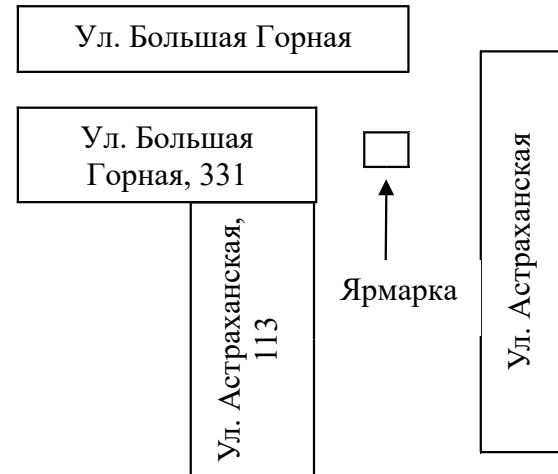 Ул. Большая Горная
Ул. Большая
Горная, 331
Ул. Астраханская,
113
Ярмарка
Ул. Астраханская